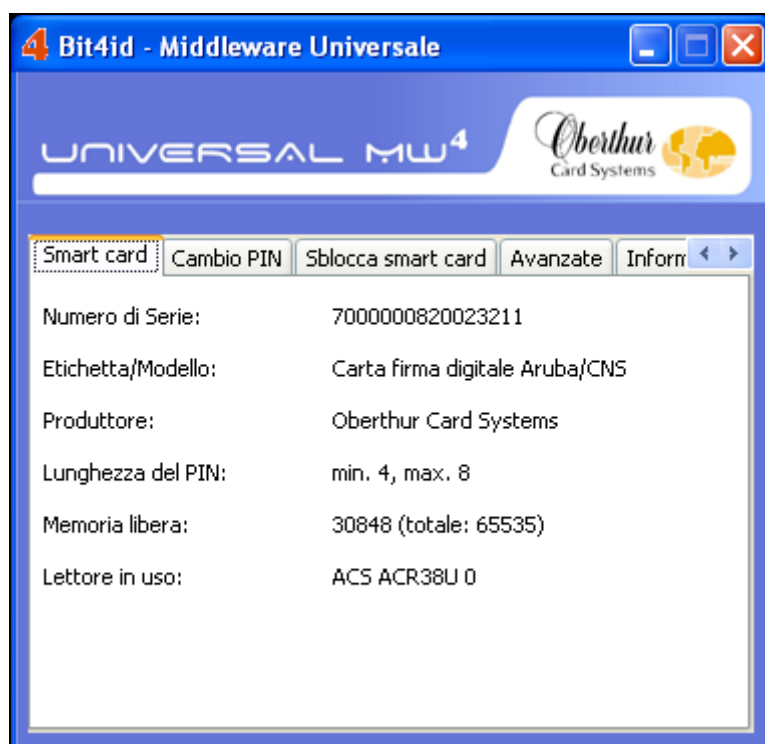 4 Bit4id - Middleware Universale
UNIVERSAL MW4
Oberthur
Card Systems
Smart card Cambio PIN Sblocca smart card Avanzate Inform
Numero di Serie: 7000000820023211
Etichetta/Modello: Carta firma digitale Aruba/CNS
Produttore: Oberthur Card Systems
Lunghezza del PIN: min. 4, max. 8
Memoria libera: 30848 (totale: 65535)
Lettore in uso: ACS ACR38U 0